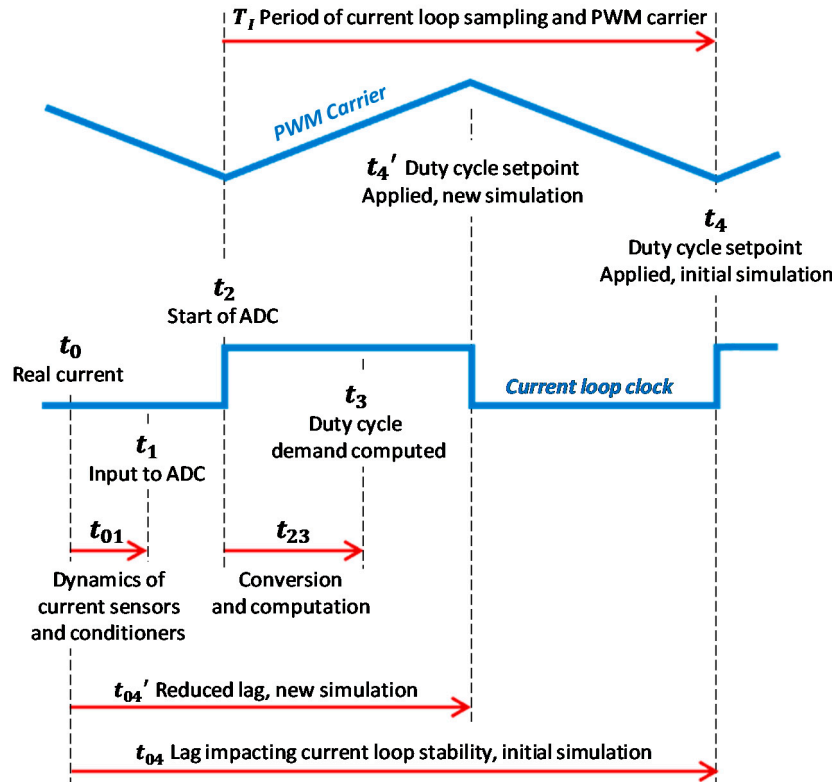 T_I Period of current loop sampling and PWM carrier
PWM Carrier
t_4' Duty cycle setpoint
Applied, new simulation
t_4
Duty cycle setpoint
Applied, initial simulation
t_2
Start of ADC
t_0
Real current
Current loop clock
t_3
Duty cycle
demand computed
t_1
Input to ADC
t_01
t_23
Dynamics of
current sensors
and conditioners
Conversion
and computation
t_04' Reduced lag, new simulation
t_04 Lag impacting current loop stability, initial simulation